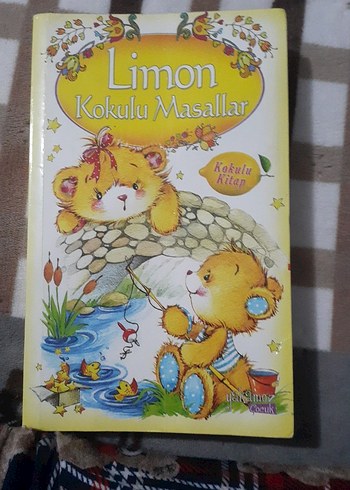 Limon
Kokulu Masallar
Kokulu
Kitap
Çocuk